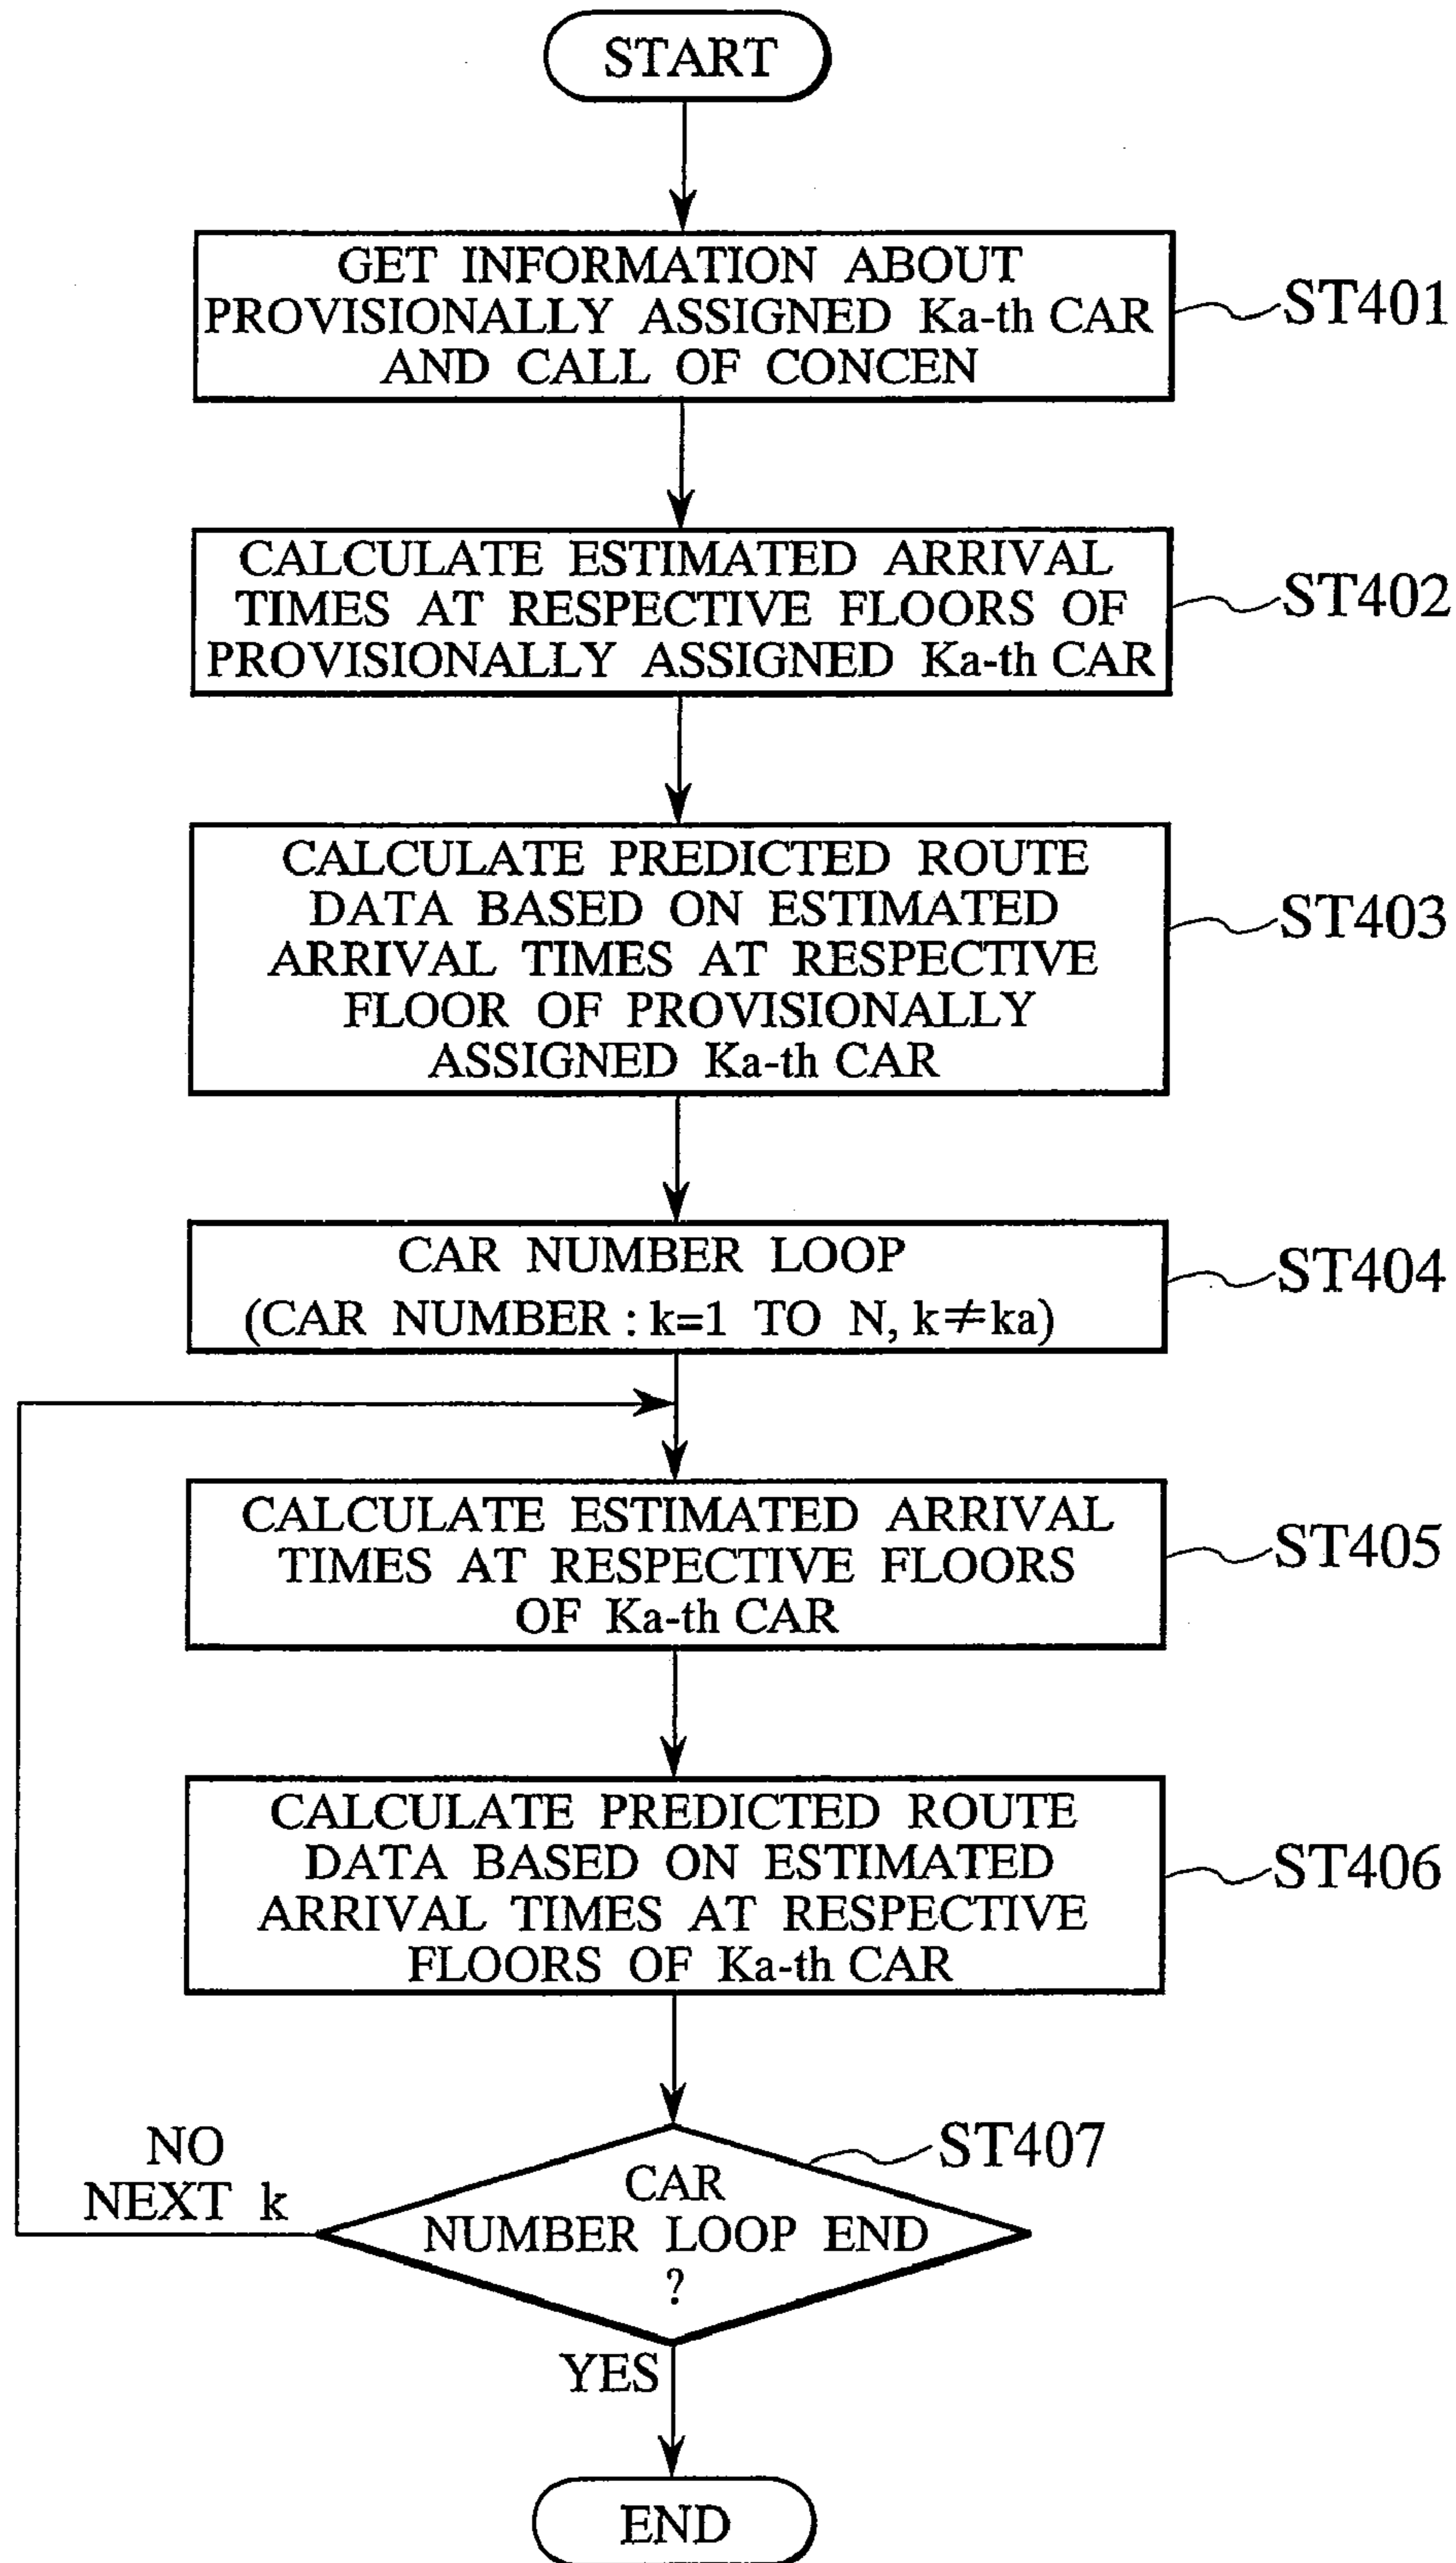 START
GET INFORMATION ABOUT
PROVISIONALLY ASSIGNED Ka-th CAR
AND CALL OF CONCEN
ST401
CALCULATE ESTIMATED ARRIVAL
TIMES AT RESPECTIVE FLOORS OF
PROVISIONALLY ASSIGNED Ka-th CAR
ST402
CALCULATE PREDICTED ROUTE
DATA BASED ON ESTIMATED
ARRIVAL TIMES AT RESPECTIVE
FLOOR OF PROVISIONALLY
ASSIGNED Ka-th CAR
ST403
CAR NUMBER LOOP
(CAR NUMBER : k=1 TO N, k≠ka)
ST404
CALCULATE ESTIMATED ARRIVAL
TIMES AT RESPECTIVE FLOORS
OF Ka-th CAR
ST405
CALCULATE PREDICTED ROUTE
DATA BASED ON ESTIMATED
ARRIVAL TIMES AT RESPECTIVE
FLOORS OF Ka-th CAR
ST406
NO
NEXT k
CAR
NUMBER LOOP END
?
ST407
YES
END